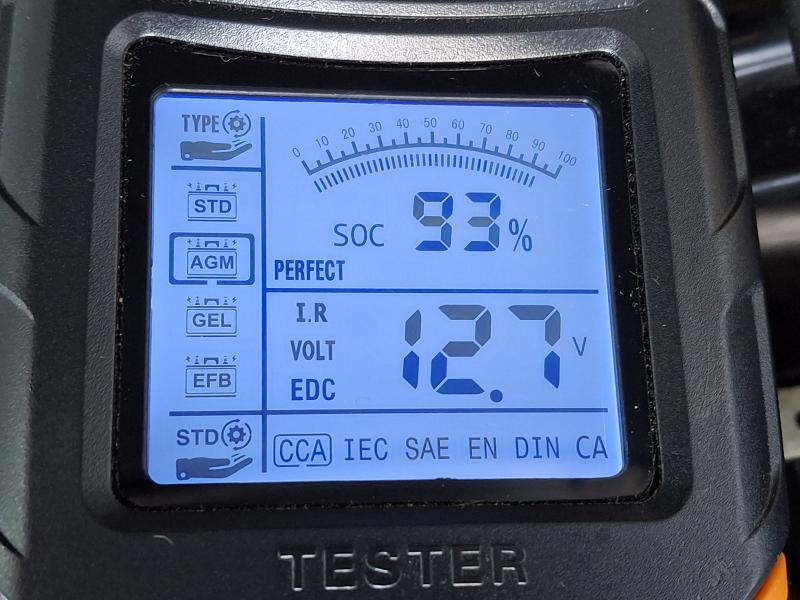 TYPE
STD
AGM
GEL
EFB
STD
0 10 20 30 40 50 60 70 80 90 100
SOC 93%
PERFECT
I.R
VOLT
EDC
12.7 V
CCA IEC SAE EN DIN CA
TESTER